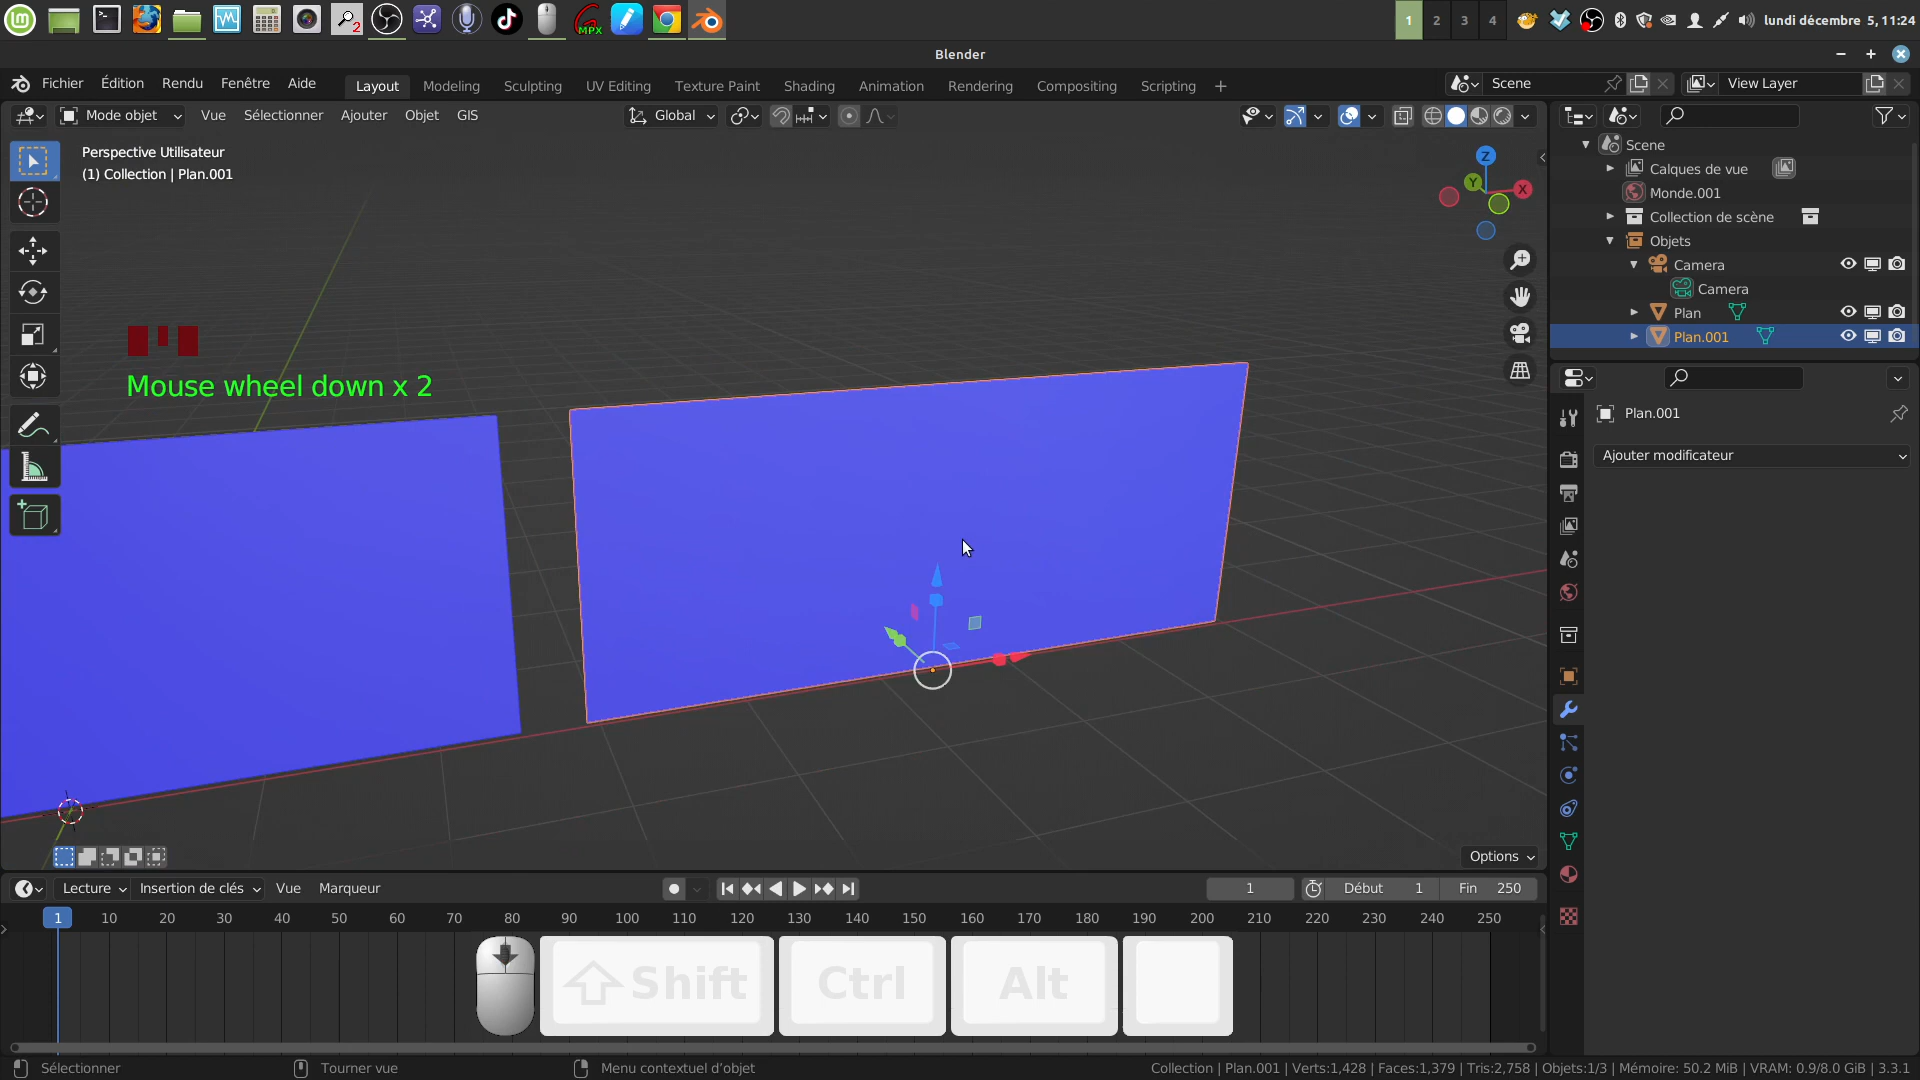 2
MPX
1 2 3 4
lundi décembre 5, 11:24
Blender
Fichier Édition Rendu Fenêtre Aide
Layout Modeling Sculpting UV Editing Texture Paint Shading Animation Rendering Compositing Scripting +
Scene
View Layer
Mode objet Vue Sélectionner Ajouter Objet GIS
Global
Perspective Utilisateur
(1) Collection | Plan.001
Z
Y
X
Mouse wheel down x 2
Options
Scene
Calques de vue
Monde.001
Collection de scène
Objets
Camera
Camera
Plan
Plan.001
Plan.001
Ajouter modificateur
Lecture Insertion de clés Vue Marqueur
1 Début 1 Fin 250
1 10 20 30 40 50 60 70 80 90 100 110 120 130 140 150 160 170 180 190 200 210 220 230 240 250
Shift Ctrl Alt
Sélectionner Tourner vue Menu contextuel d'objet
Collection | Plan.001 | Verts:1,428 | Faces:1,379 | Tris:2,758 | Objets:1/3 | Mémoire: 50.2 MiB | VRAM: 0.9/8.0 GiB | 3.3.1